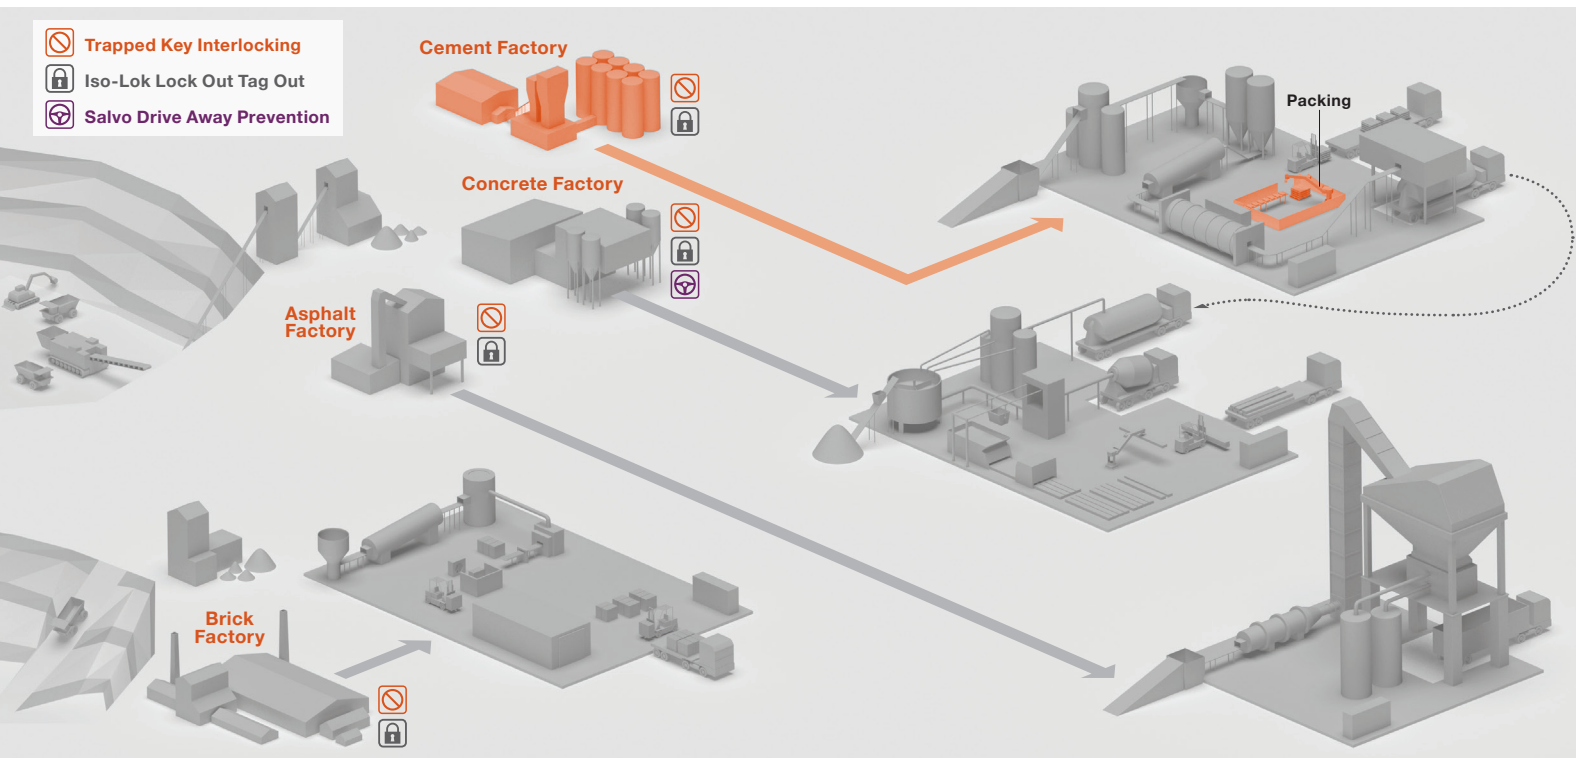 Trapped Key Interlocking
Iso-Lok Lock Out Tag Out
Salvo Drive Away Prevention
Cement Factory
Packing
Concrete Factory
Asphalt
Factory
Brick
Factory